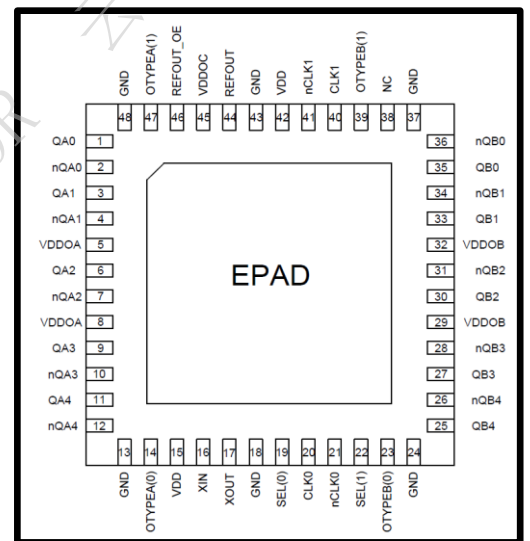 GND
OTYPEA(1)
REFOUT_OE
VDDOC
REFOUT
GND
VDD
nCLK1
CLK1
OTYPEB(1)
NC
GND
48
47
46
45
44
43
42
41
40
39
38
37
QA0 1
nQA0 2
QA1 3
nQA1 4
VDDOA 5
QA2 6
nQA2 7
VDDOA 8
QA3 9
nQA3 10
QA4 11
nQA4 12
EPAD
36 nQB0
35 QB0
34 nQB1
33 QB1
32 VDDOB
31 nQB2
30 QB2
29 VDDOB
28 nQB3
27 QB3
26 nQB4
25 QB4
13
14
15
16
17
18
19
20
21
22
23
24
GND
OTYPEA(0)
VDD
XIN
XOUT
GND
SEL(0)
CLK0
nCLK0
SEL(1)
OTYPEB(0)
GND